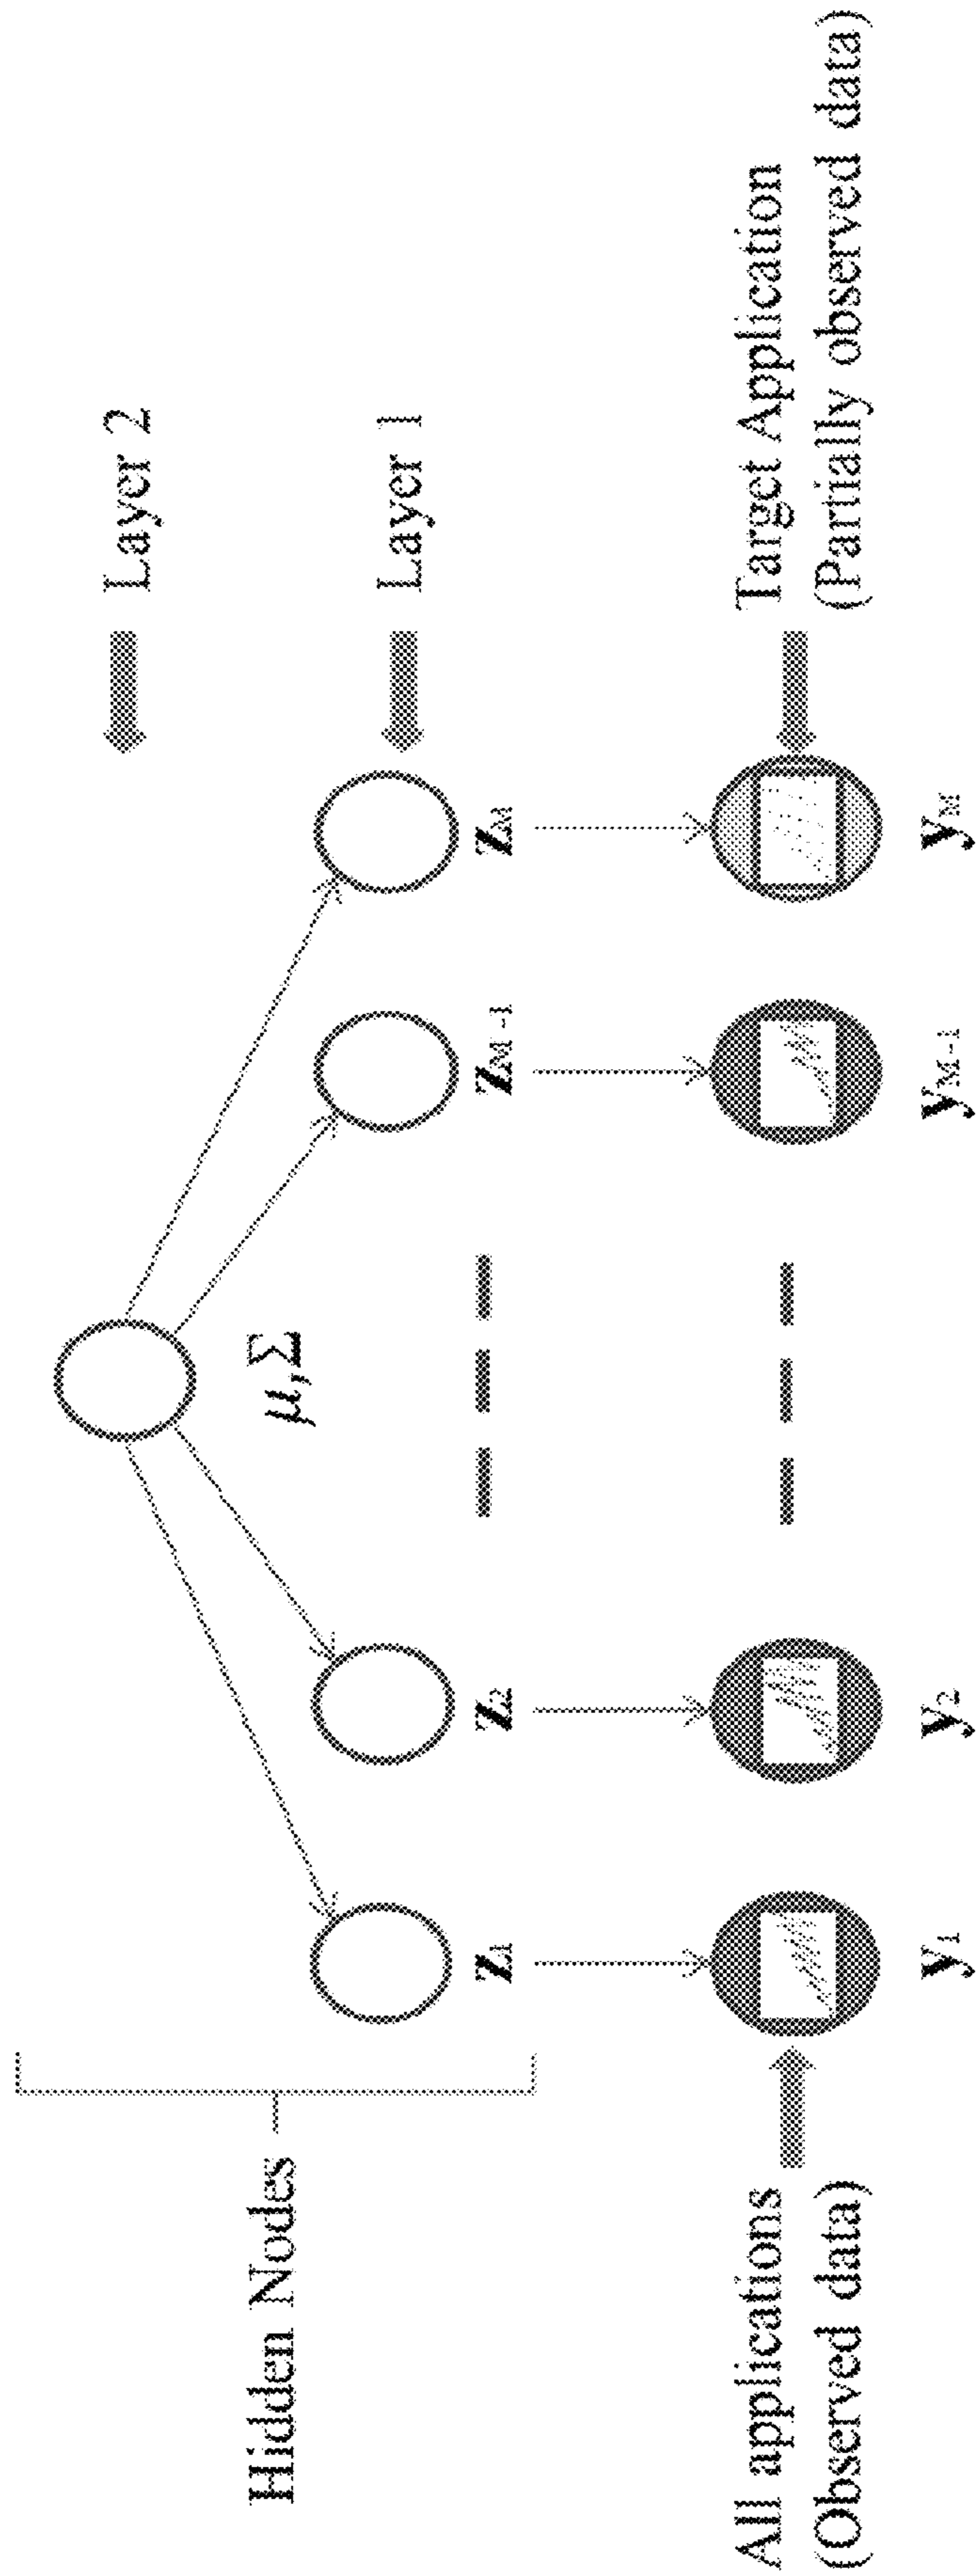 Layer 2
μ,Σ
Hidden Nodes
Layer 1
z1
z2
zM-1
zM
All applications
(Observed data)
Target Application
(Partially observed data)
y1
y2
yM-1
yM